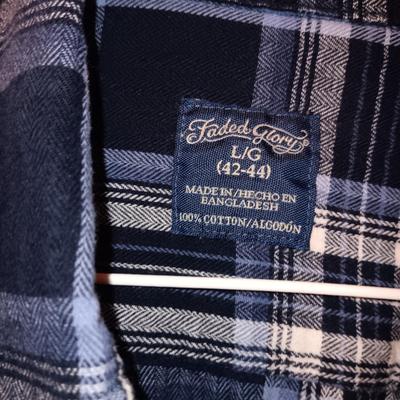 Faded Glory
L/G
(42-44)
MADE IN/HECHO EN
BANGLADESH
100% COTTON/ALGODÓN